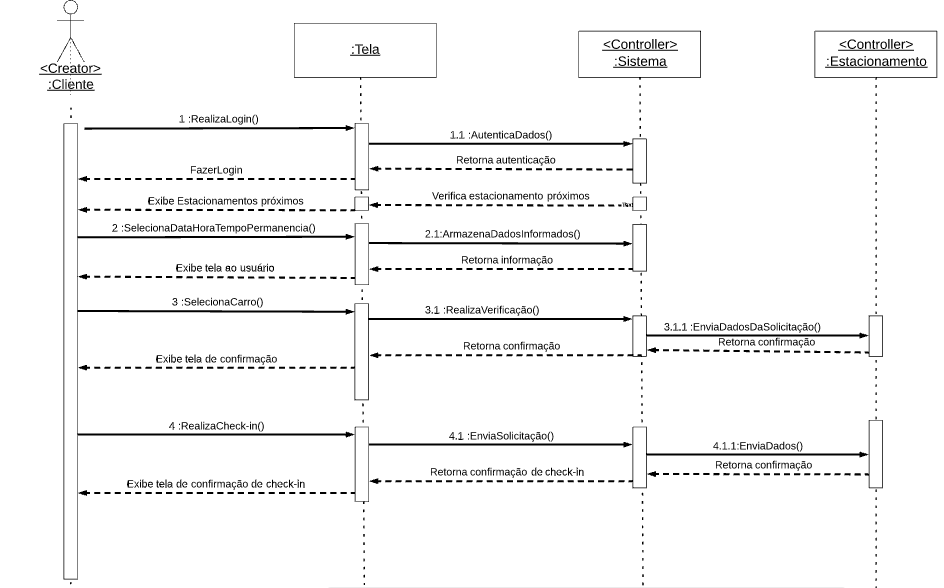 <Creator>
:Cliente
:Tela
<Controller>
:Sistema
<Controller>
:Estacionamento
1 :RealizaLogin()
1.1 :AutenticaDados()
Retorna autenticação
FazerLogin
Verifica estacionamento próximos
Exibe Estacionamentos próximos
2 :SelecionaDataHoraTempoPermanencia()
2.1:ArmazenaDadosInformados()
Retorna informação
Exibe tela ao usuário
3 :SelecionaCarro()
3.1 :RealizaVerificação()
3.1.1 :EnviaDadosDaSolicitação()
Retorna confirmação
Retorna confirmação
Exibe tela de confirmação
4 :RealizaCheck-in()
4.1 :EnviaSolicitação()
4.1.1:EnviaDados()
Retorna confirmação
Retorna confirmação de check-in
Exibe tela de confirmação de check-in